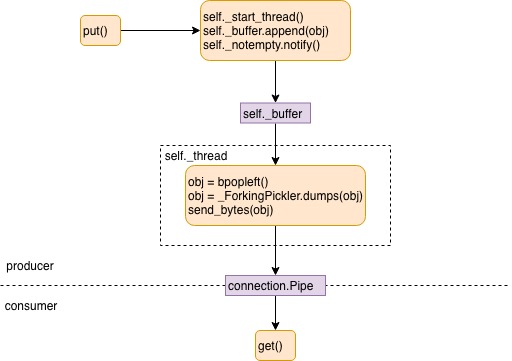 put()
self._start_thread()
self._buffer.append(obj)
self._notempty.notify()
self._buffer
self._thread
obj = bpopleft()
obj = _ForkingPickler.dumps(obj)
send_bytes(obj)
producer
connection.Pipe
consumer
get()